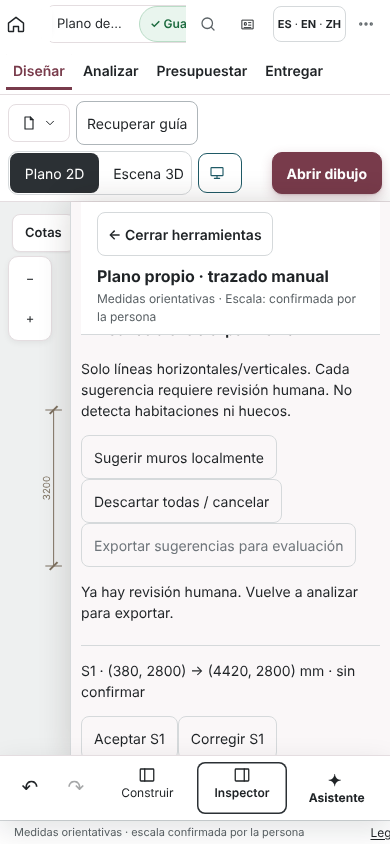 Plano de...
✓ Gua
ES · EN · ZH
Diseñar
Analizar
Presupuestar
Entregar
Recuperar guía
Plano 2D
Escena 3D
Abrir dibujo
Cotas
← Cerrar herramientas
Plano propio · trazado manual
Medidas orientativas · Escala: confirmada por
la persona
Solo líneas horizontales/verticales. Cada
sugerencia requiere revisión humana. No
detecta habitaciones ni huecos.
−
+
3200
Sugerir muros localmente
Descartar todas / cancelar
Exportar sugerencias para evaluación
Ya hay revisión humana. Vuelve a analizar
para exportar.
S1 · (380, 2800) → (4420, 2800) mm · sin
confirmar
Aceptar S1
Corregir S1
Construir
Inspector
Asistente
Medidas orientativas · escala confirmada por la persona
Leg